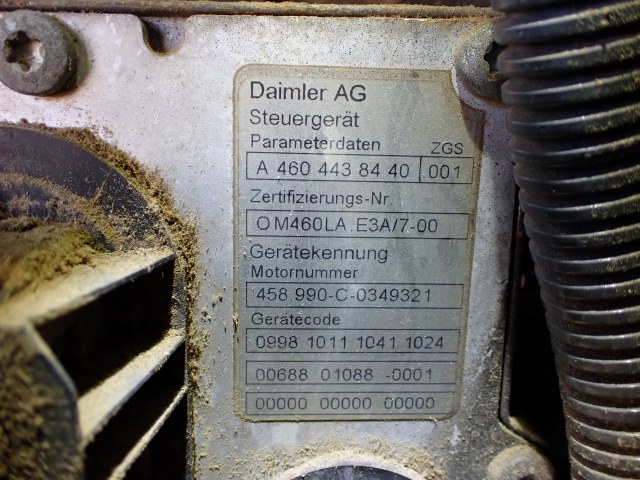 Daimler AG
Steuergerät
Parameterdaten ZGS
A 460 443 84 40 001
Zertifizierungs-Nr.
OM460LA.E3A/7-00
Gerätekennung
Motornummer
458.990-C-0349321
Gerätecode
0998 1011 1041 1024
00688 01088 -0001
00000 00000 00000